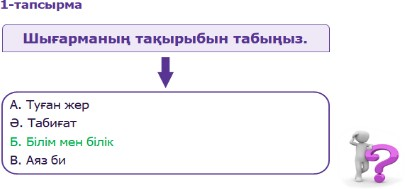 1-тапсырма
Шығарманың тақырыбын табыңыз.
А. Туған жер
Ә. Табиғат
Б. Білім мен білік
В. Аяз би